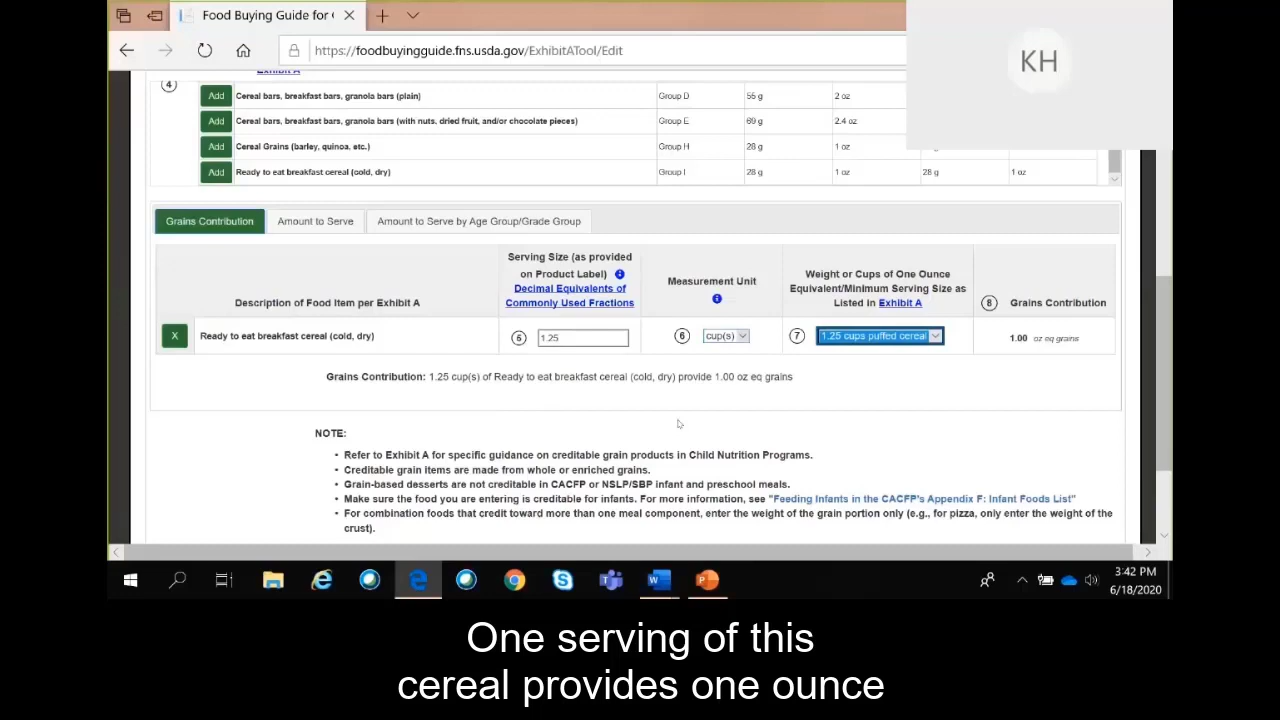 Food Buying Guide for
KH
https://foodbuyingguide.fns.usda.gov/ExhibitATool/Edit
Exhibit A
4
Add Cereal bars, breakfast bars, granola bars (plain) Group D 55 g 2 oz
Add Cereal bars, breakfast bars, granola bars (with nuts, dried fruit, and/or chocolate pieces) Group E 69 g 2.4 oz
Add Cereal Grains (barley, quinoa, etc.) Group H 28 g 1 oz
Add Ready to eat breakfast cereal (cold, dry) Group I 28 g 1 oz 28 g 1 oz
Grains Contribution Amount to Serve Amount to Serve by Age Group/Grade Group
Description of Food Item per Exhibit A
Serving Size (as provided
on Product Label)
Decimal Equivalents of
Commonly Used Fractions
Measurement Unit
Weight or Cups of One Ounce
Equivalent/Minimum Serving Size as
Listed in Exhibit A
8 Grains Contribution
X Ready to eat breakfast cereal (cold, dry) 5 1.25 6 cup(s) 7 1.25 cups puffed cereal 1.00 oz eq grains
Grains Contribution: 1.25 cup(s) of Ready to eat breakfast cereal (cold, dry) provide 1.00 oz eq grains
NOTE:
• Refer to Exhibit A for specific guidance on creditable grain products in Child Nutrition Programs.
• Creditable grain items are made from whole or enriched grains.
• Grain-based desserts are not creditable in CACFP or NSLP/SBP infant and preschool meals.
• Make sure the food you are entering is creditable for infants. For more information, see "Feeding Infants in the CACFP's Appendix F: Infant Foods List"
• For combination foods that credit toward more than one meal component, enter the weight of the grain portion only (e.g., for pizza, only enter the weight of the
crust).
3:42 PM
6/18/2020
One serving of this
cereal provides one ounce